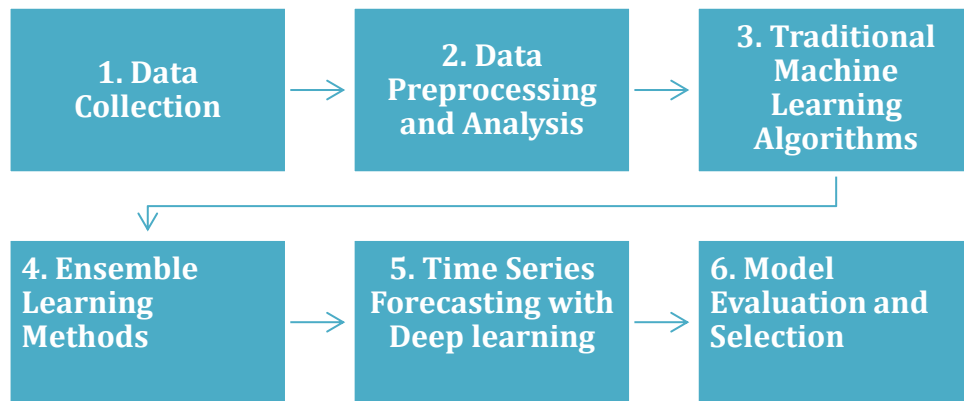 1. Data
Collection
2. Data
Preprocessing
and Analysis
3. Traditional
Machine
Learning
Algorithms
4. Ensemble
Learning
Methods
5. Time Series
Forecasting with
Deep learning
6. Model
Evaluation and
Selection